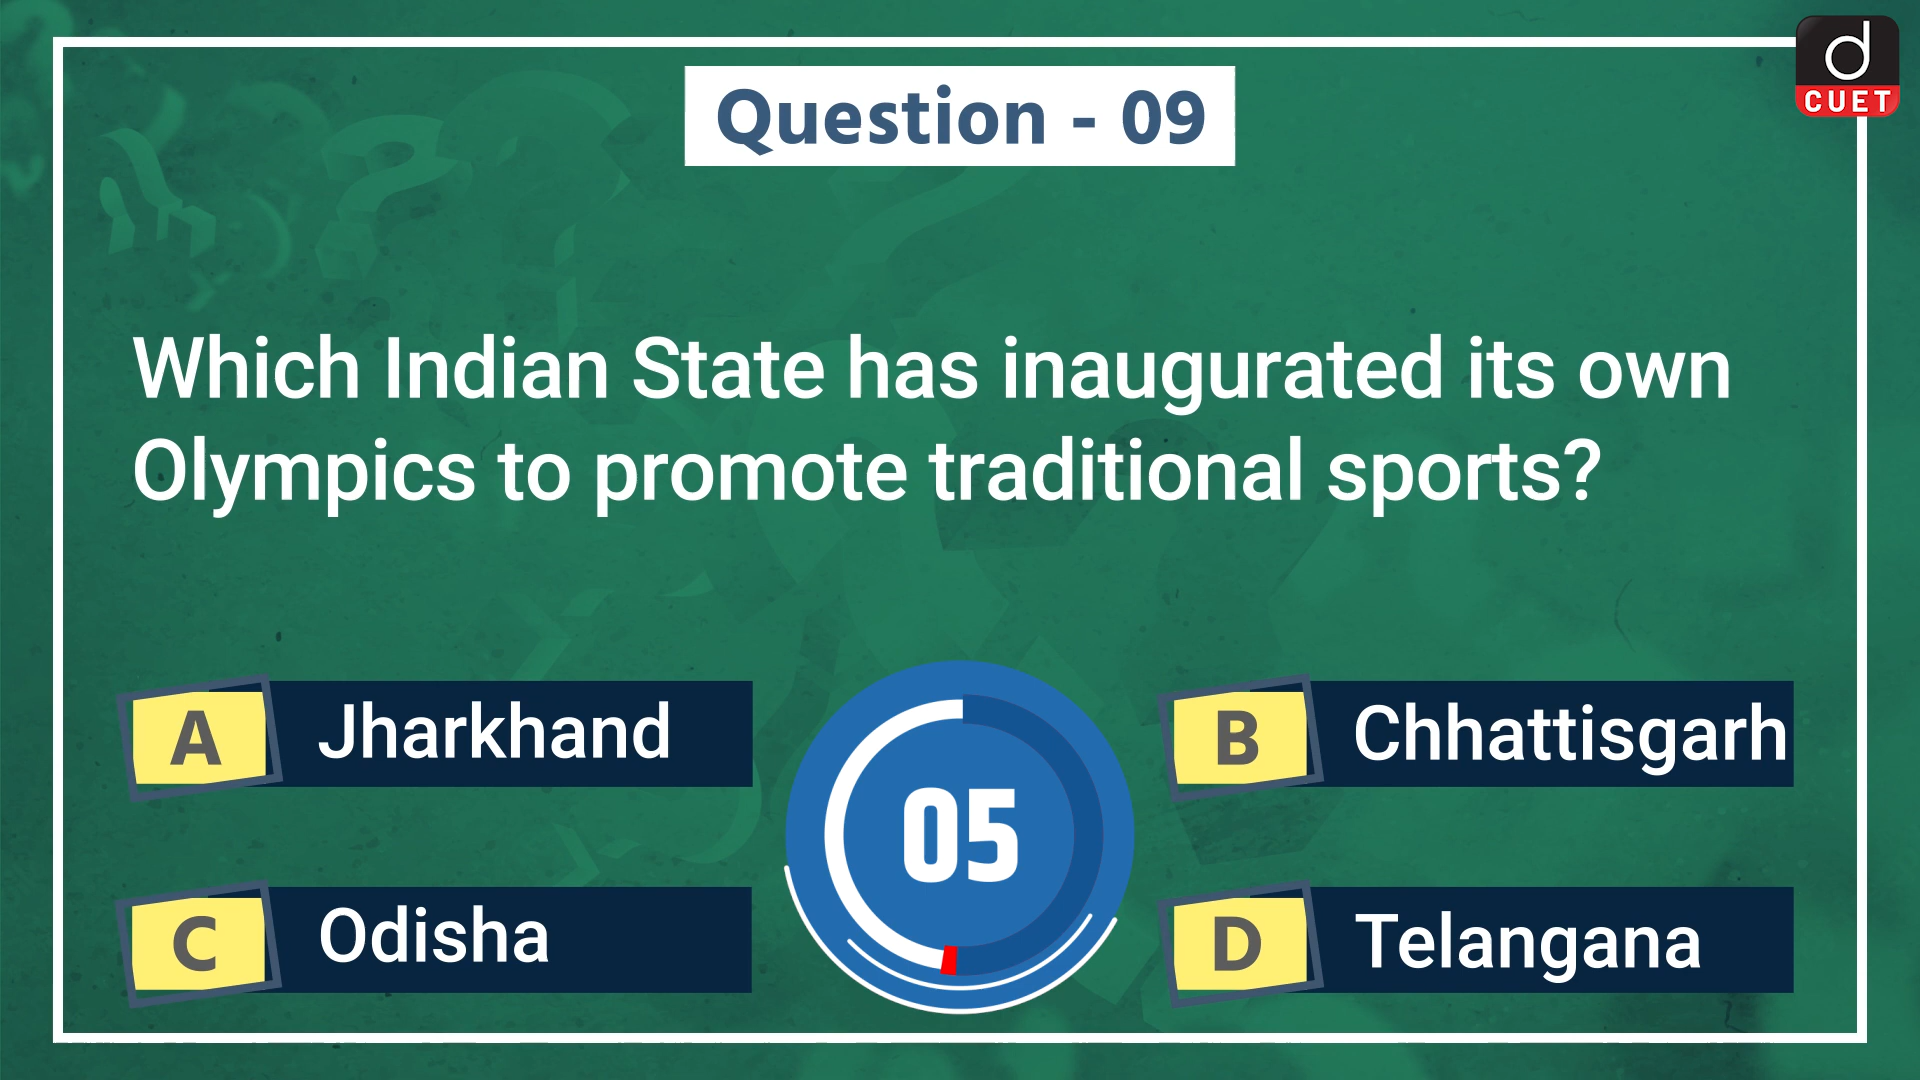 d
CUET
Question - 09
Which Indian State has inaugurated its own
Olympics to promote traditional sports?
A Jharkhand
B Chhattisgarh
05
C Odisha
D Telangana